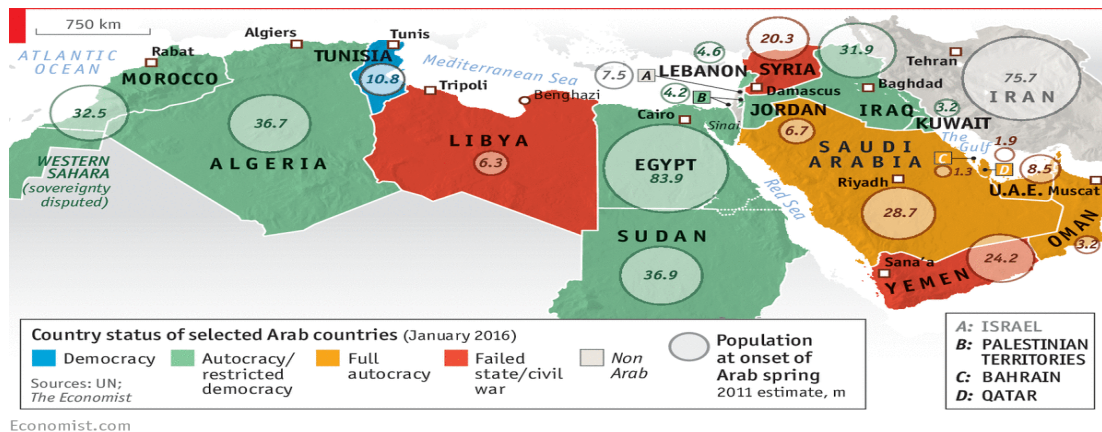 750 km
ATLANTIC
OCEAN
Rabat
MOROCCO
32.5
WESTERN
SAHARA
(sovereignty
disputed)
Algiers
36.7
ALGERIA
Tunis
TUNISIA
10.8
Mediterranean Sea
Tripoli
Benghazi
LIBYA
6.3
7.5
A
4.6
LEBANON
4.2
B
20.3
SYRIA
Damascus
JORDAN
6.7
Cairo
Sinai
EGYPT
83.9
SUDAN
36.9
Red Sea
31.9
Baghdad
IRAQ
Tehran
75.7
IRAN
3.2
KUWAIT
The
Gulf
1.9
SAUDI
ARABIA
C
1.3
D
8.5
U.A.E.
Muscat
Riyadh
28.7
OMAN
3.2
Sana'a
YEMEN
24.2
Country status of selected Arab countries (January 2016)
Democracy
Autocracy/
restricted
democracy
Full
autocracy
Failed
state/civil
war
Non
Arab
Population
at onset of
Arab spring
2011 estimate, m
Sources: UN;
The Economist
A: ISRAEL
B: PALESTINIAN
TERRITORIES
C: BAHRAIN
D: QATAR
Economist.com